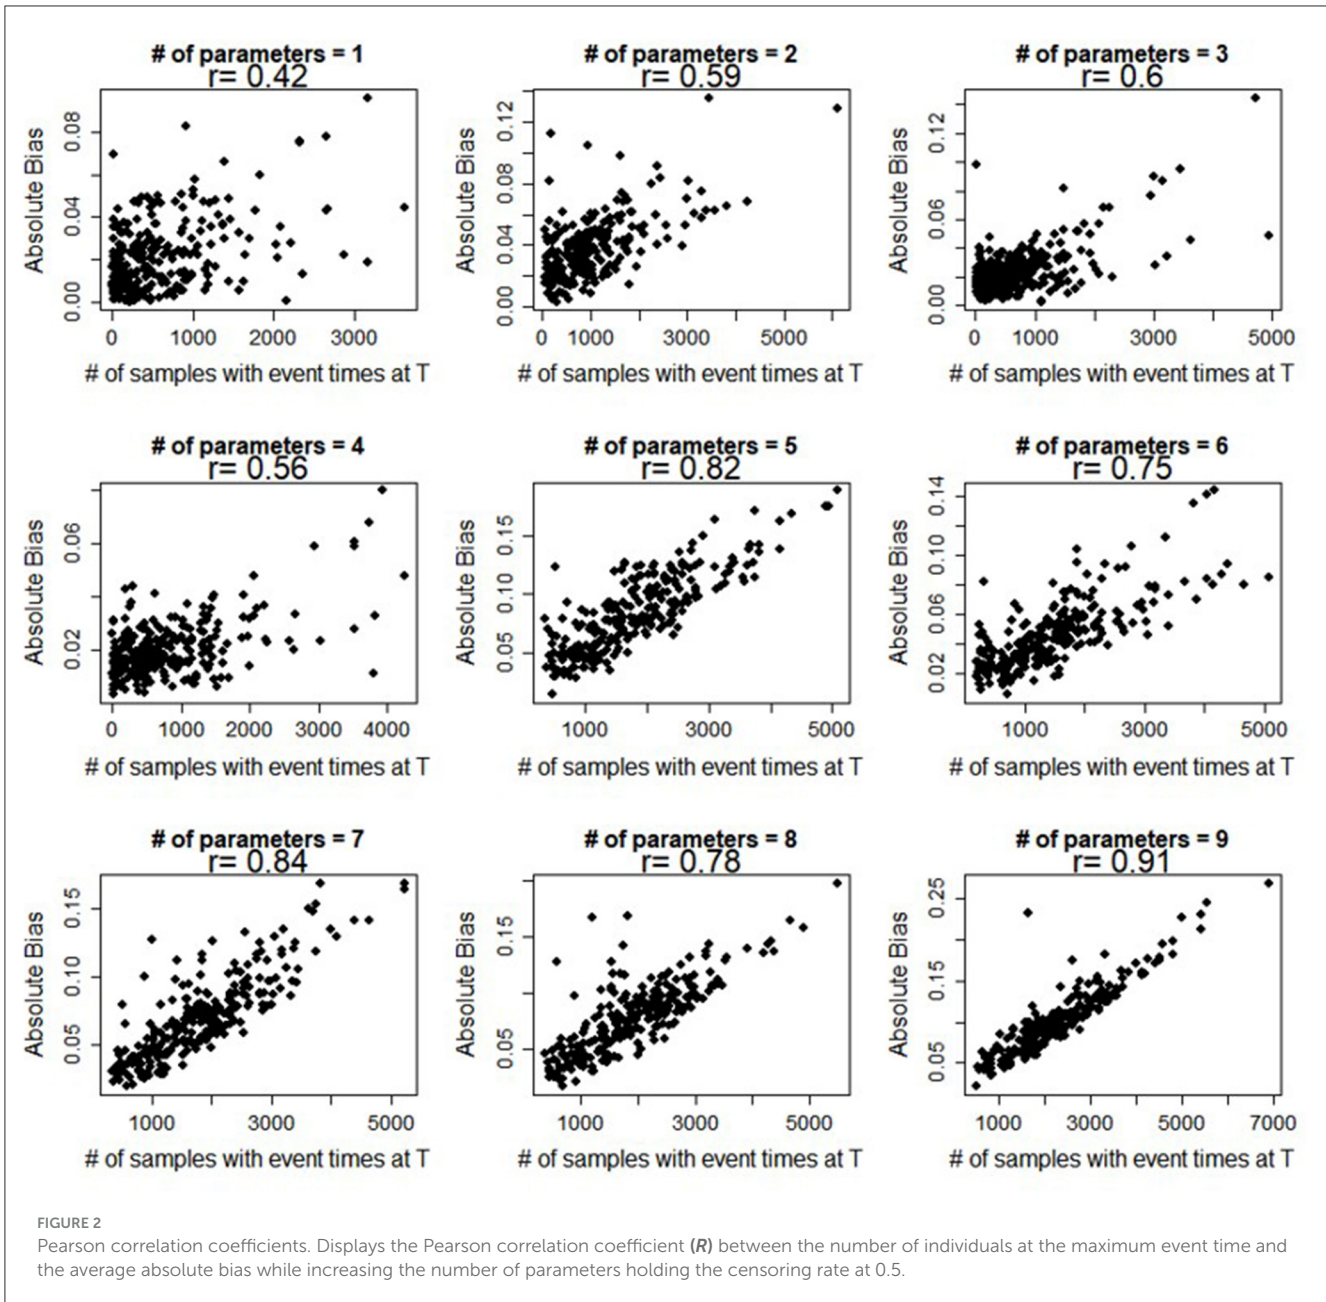 # of parameters = 1
r= 0.42
Absolute Bias
0.00 0.04 0.08
0 1000 2000 3000
# of samples with event times at T
# of parameters = 2
r= 0.59
Absolute Bias
0.00 0.04 0.08 0.12
0 1000 3000 5000
# of samples with event times at T
# of parameters = 3
r= 0.6
Absolute Bias
0.00 0.06 0.12
0 1000 3000 5000
# of samples with event times at T
# of parameters = 4
r= 0.56
Absolute Bias
0.02 0.06
0 1000 2000 3000 4000
# of samples with event times at T
# of parameters = 5
r= 0.82
Absolute Bias
0.05 0.10 0.15
1000 3000 5000
# of samples with event times at T
# of parameters = 6
r= 0.75
Absolute Bias
0.02 0.06 0.10 0.14
1000 3000 5000
# of samples with event times at T
# of parameters = 7
r= 0.84
Absolute Bias
0.05 0.10 0.15
1000 3000 5000
# of samples with event times at T
# of parameters = 8
r= 0.78
Absolute Bias
0.05 0.15
1000 3000 5000
# of samples with event times at T
# of parameters = 9
r= 0.91
Absolute Bias
0.05 0.15 0.25
1000 3000 5000 7000
# of samples with event times at T
FIGURE 2
Pearson correlation coefficients. Displays the Pearson correlation coefficient (R) between the number of individuals at the maximum event time and
the average absolute bias while increasing the number of parameters holding the censoring rate at 0.5.